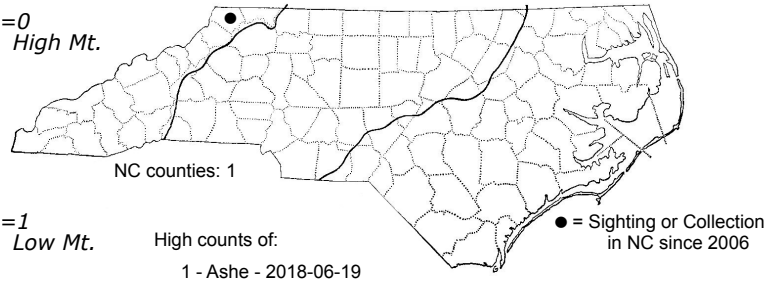 =0
High Mt.
NC counties: 1
=1
Low Mt.
High counts of:
1 - Ashe - 2018-06-19
● = Sighting or Collection
in NC since 2006